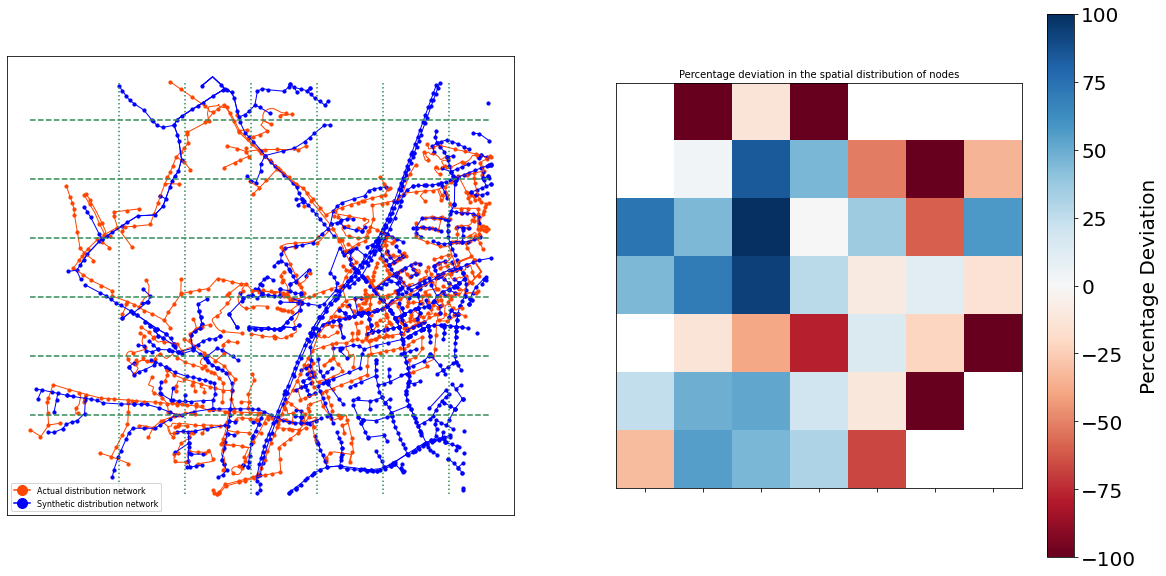 Actual distribution network
Synthetic distribution network
Percentage deviation in the spatial distribution of nodes
100
75
50
25
0
−25
−50
−75
−100
Percentage Deviation